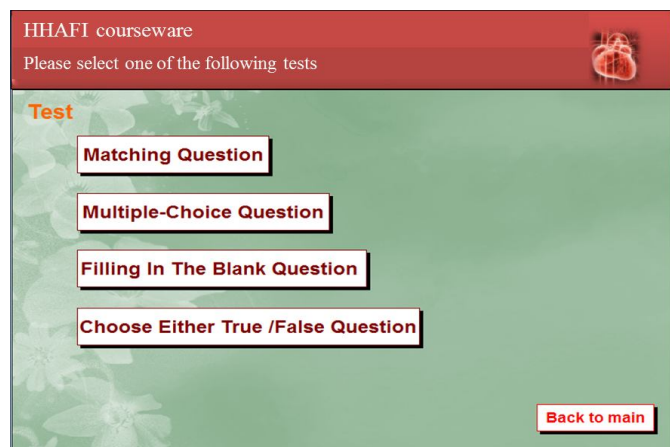 HHAFI courseware
Please select one of the following tests
Test
Matching Question
Multiple-Choice Question
Filling In The Blank Question
Choose Either True /False Question
Back to main